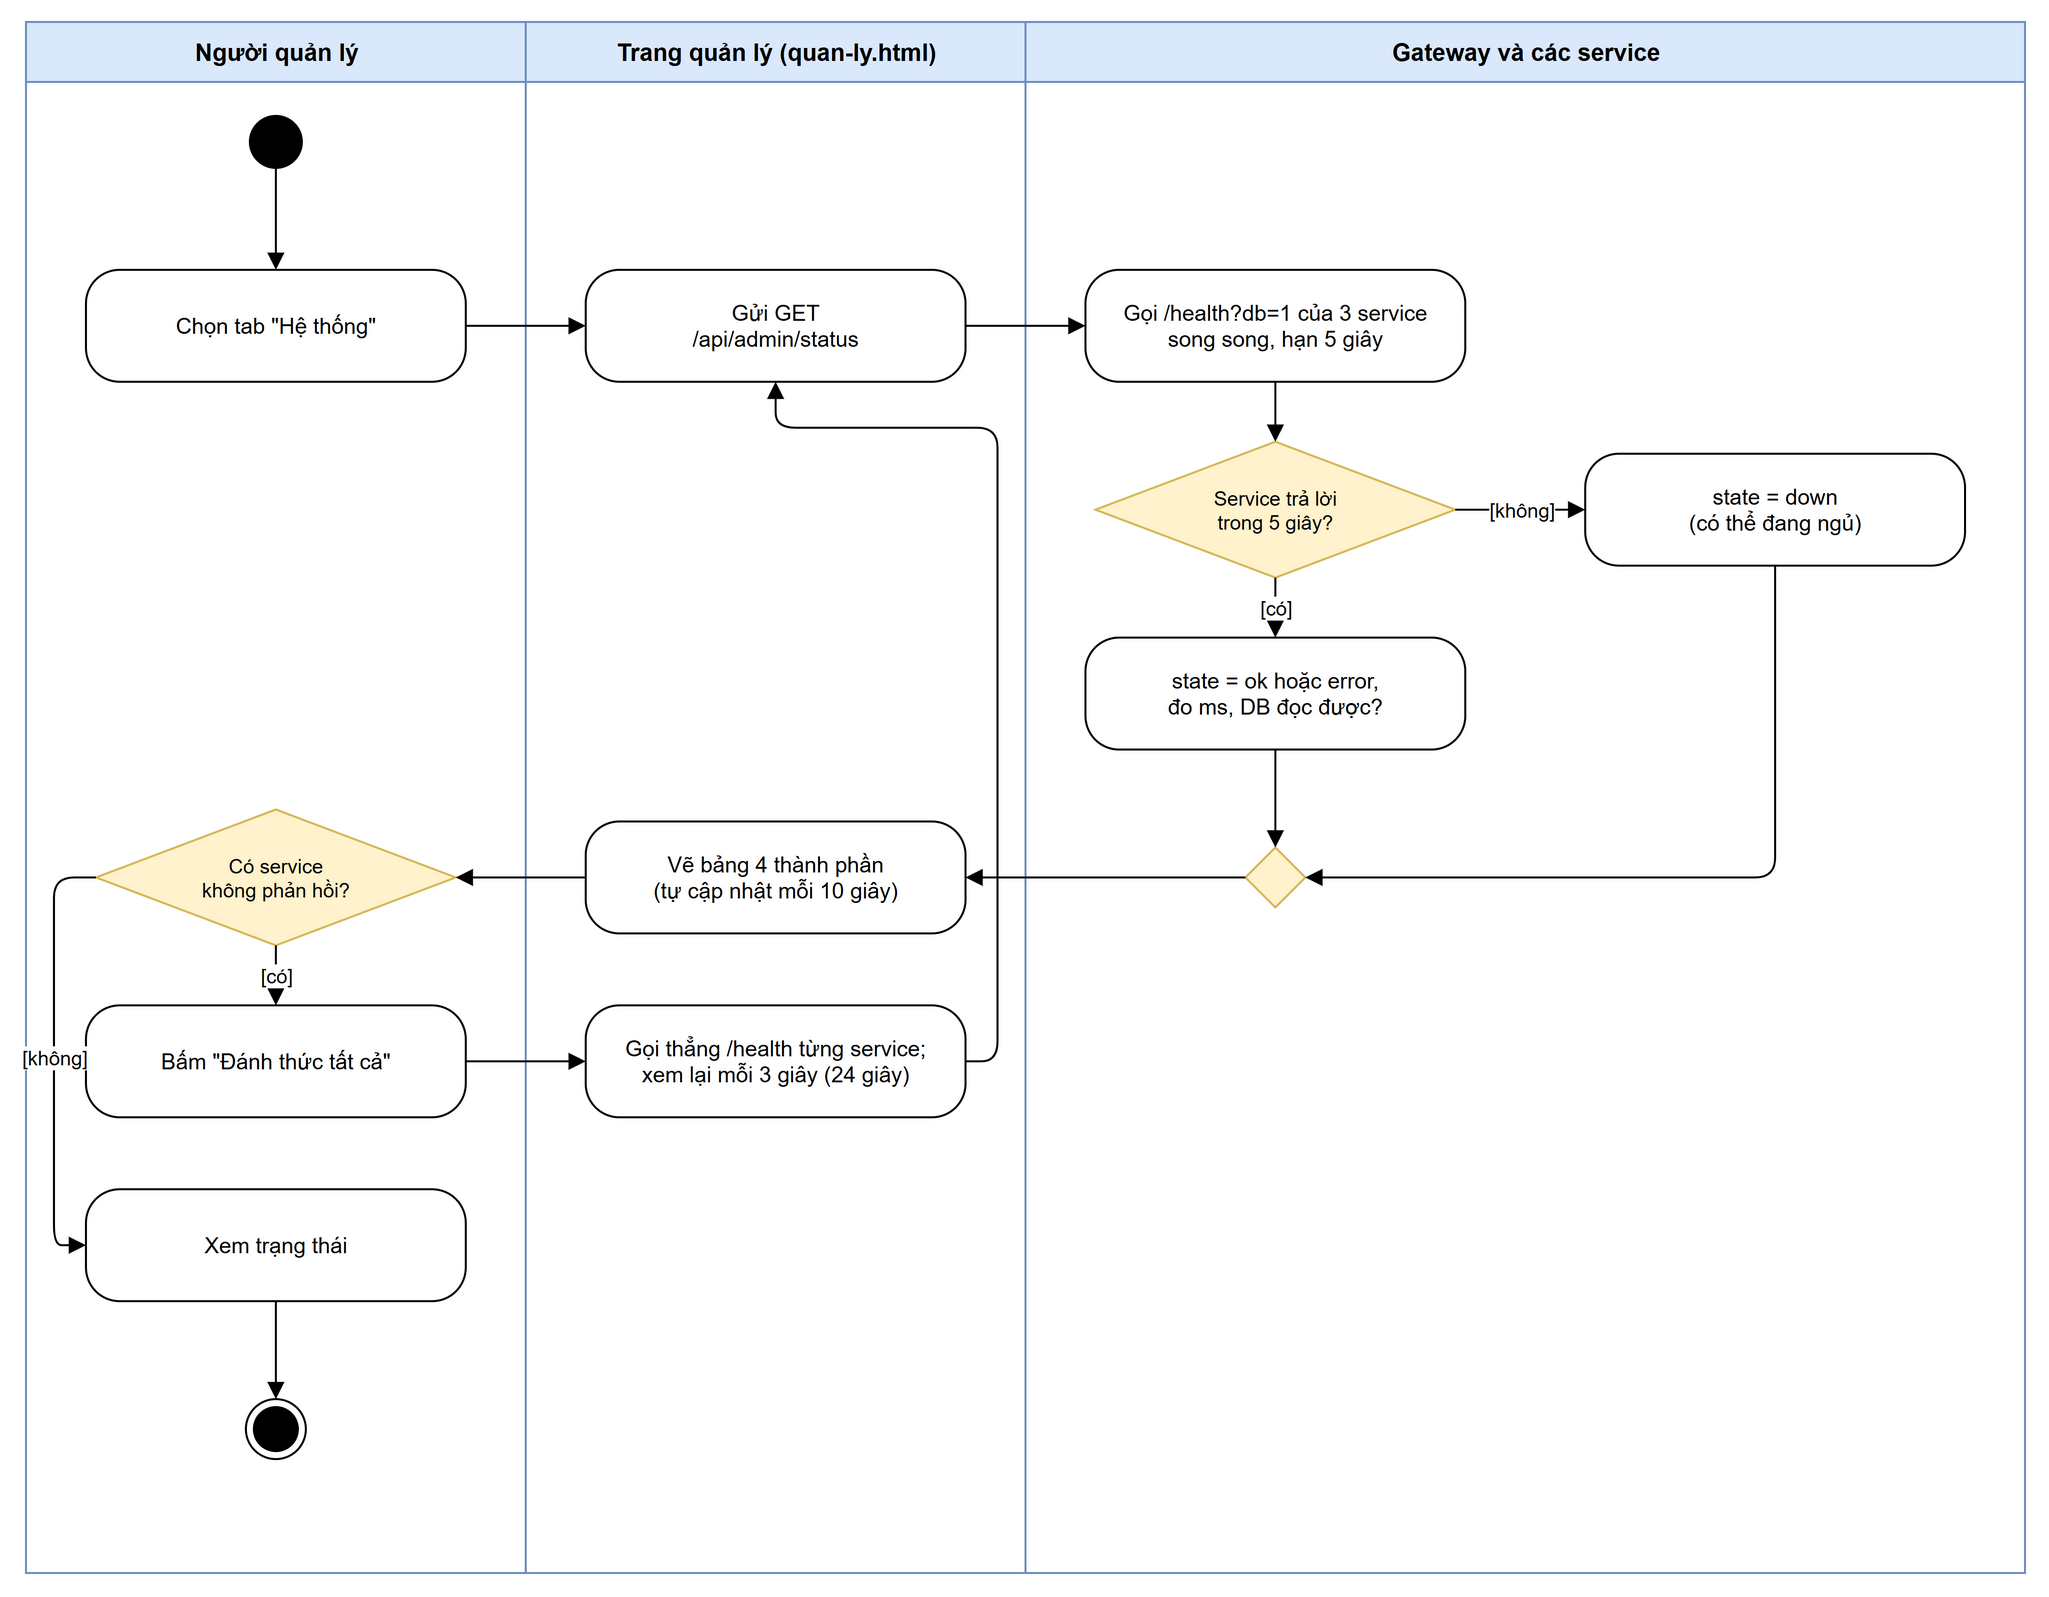 Người quản lý
Trang quản lý (quan-ly.html)
Gateway và các service
Chọn tab "Hệ thống"
Gửi GET
/api/admin/status
Gọi /health?db=1 của 3 service
song song, hạn 5 giây
Service trả lời
trong 5 giây?
[không]
state = down
(có thể đang ngủ)
[có]
state = ok hoặc error,
đo ms, DB đọc được?
Có service
không phản hồi?
Vẽ bảng 4 thành phần
(tự cập nhật mỗi 10 giây)
[có]
[không]
Bấm "Đánh thức tất cả"
Gọi thẳng /health từng service;
xem lại mỗi 3 giây (24 giây)
Xem trạng thái